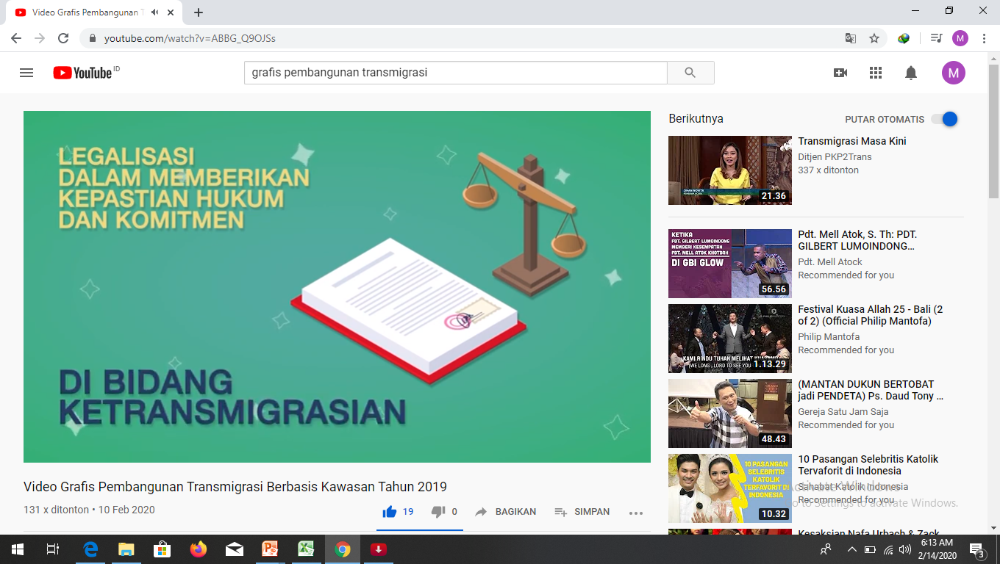 Video Grafis Pembangunan T
youtube.com/watch?v=ABBG_Q9OJSs
M
YouTube ID
grafis pembangunan transmigrasi
M
LEGALISASI
DALAM MEMBERIKAN
KEPASTIAN HUKUM
DAN KOMITMEN
DI BIDANG
KETRANSMIGRASIAN
Video Grafis Pembangunan Transmigrasi Berbasis Kawasan Tahun 2019
131 x ditonton • 10 Feb 2020
19
0
BAGIKAN
SIMPAN
Berikutnya
PUTAR OTOMATIS
JIHAN NOVITA
21.36
Transmigrasi Masa Kini
Ditjen PKP2Trans
337 x ditonton
KETIKA
PDT. GILBERT LUMOINDONG
MEMBERI KESEMPATAN
PDT. MELL ATOK KHOTBAH
DI GBI GLOW
56.56
Pdt. Mell Atok, S. Th: PDT.
GILBERT LUMOINDONG...
Pdt. Mell Atock
Recommended for you
KAMI RINDU TUHAN MELIHAT
(WE LONG, LORD TO SEE YOU
1.13.29
Festival Kuasa Allah 25 - Bali (2
of 2) (Official Philip Mantofa)
Philip Mantofa
Recommended for you
48.43
(MANTAN DUKUN BERTOBAT
jadi PENDETA) Ps. Daud Tony ...
Gereja Satu Jam Saja
Recommended for you
10 PASANGAN
SELEBRITIS
KATOLIK
TERFAVORIT DI
INDONESIA
10.32
10 Pasangan Selebritis Katolik
Tervaforit di Indonesia
Sahabat Katolik Indonesia
Recommended for you
Activate Windows
Go to Settings to activate Windows.
Kesaksian Nafa Urbach & Zack
6:13 AM
2/14/2020
3